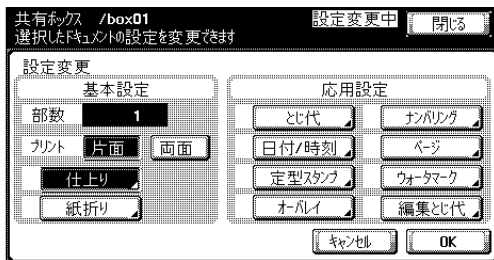 共有ボックス /box01 設定変更中 閉じる
選択したドキュメントの設定を変更できます
設定変更
基本設定 応用設定
部数 1 とじ代 ナンバリング
プリント 片面 両面 日付/時刻 ページ
仕上り 定型スタンプ ウォータマーク
紙折り オーバレイ 編集とじ代
キャンセル OK